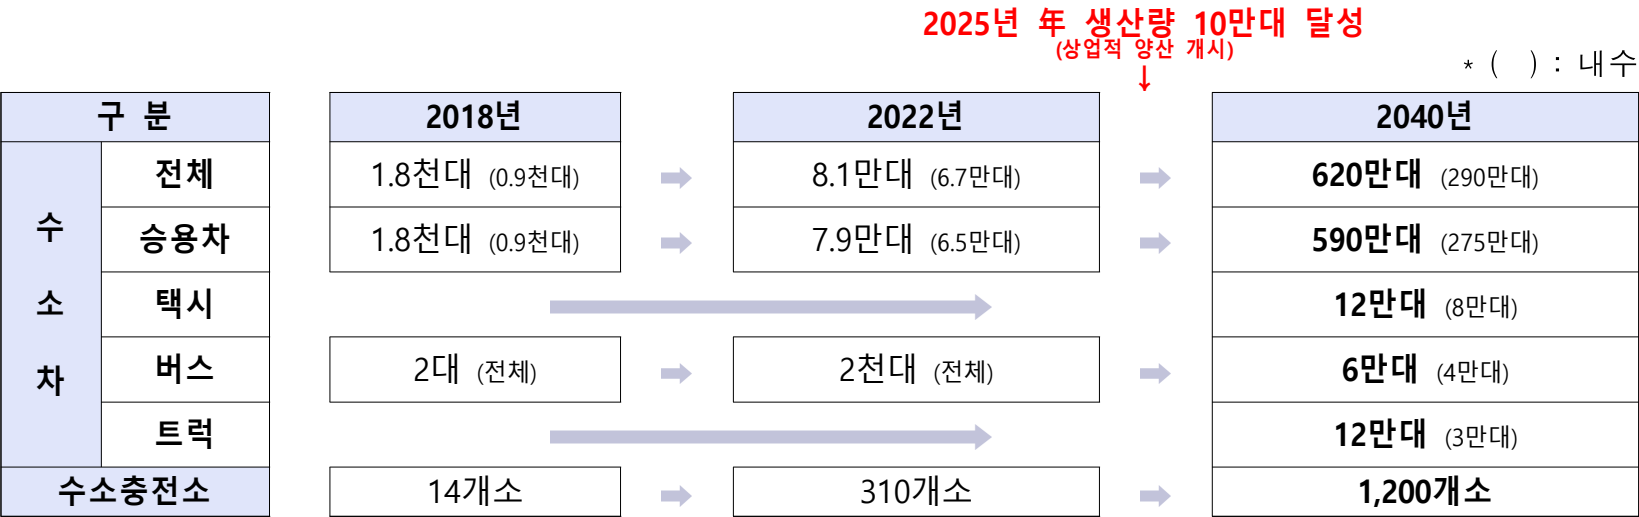 2025년 年 생산량 10만대 달성
(상업적 양산 개시)
↓
* ( ) : 내수
구 분 2018년 2022년 2040년
수소차
전체 1.8천대 (0.9천대) 8.1만대 (6.7만대) 620만대 (290만대)
승용차 1.8천대 (0.9천대) 7.9만대 (6.5만대) 590만대 (275만대)
택시 12만대 (8만대)
버스 2대 (전체) 2천대 (전체) 6만대 (4만대)
트럭 12만대 (3만대)
수소충전소 14개소 310개소 1,200개소